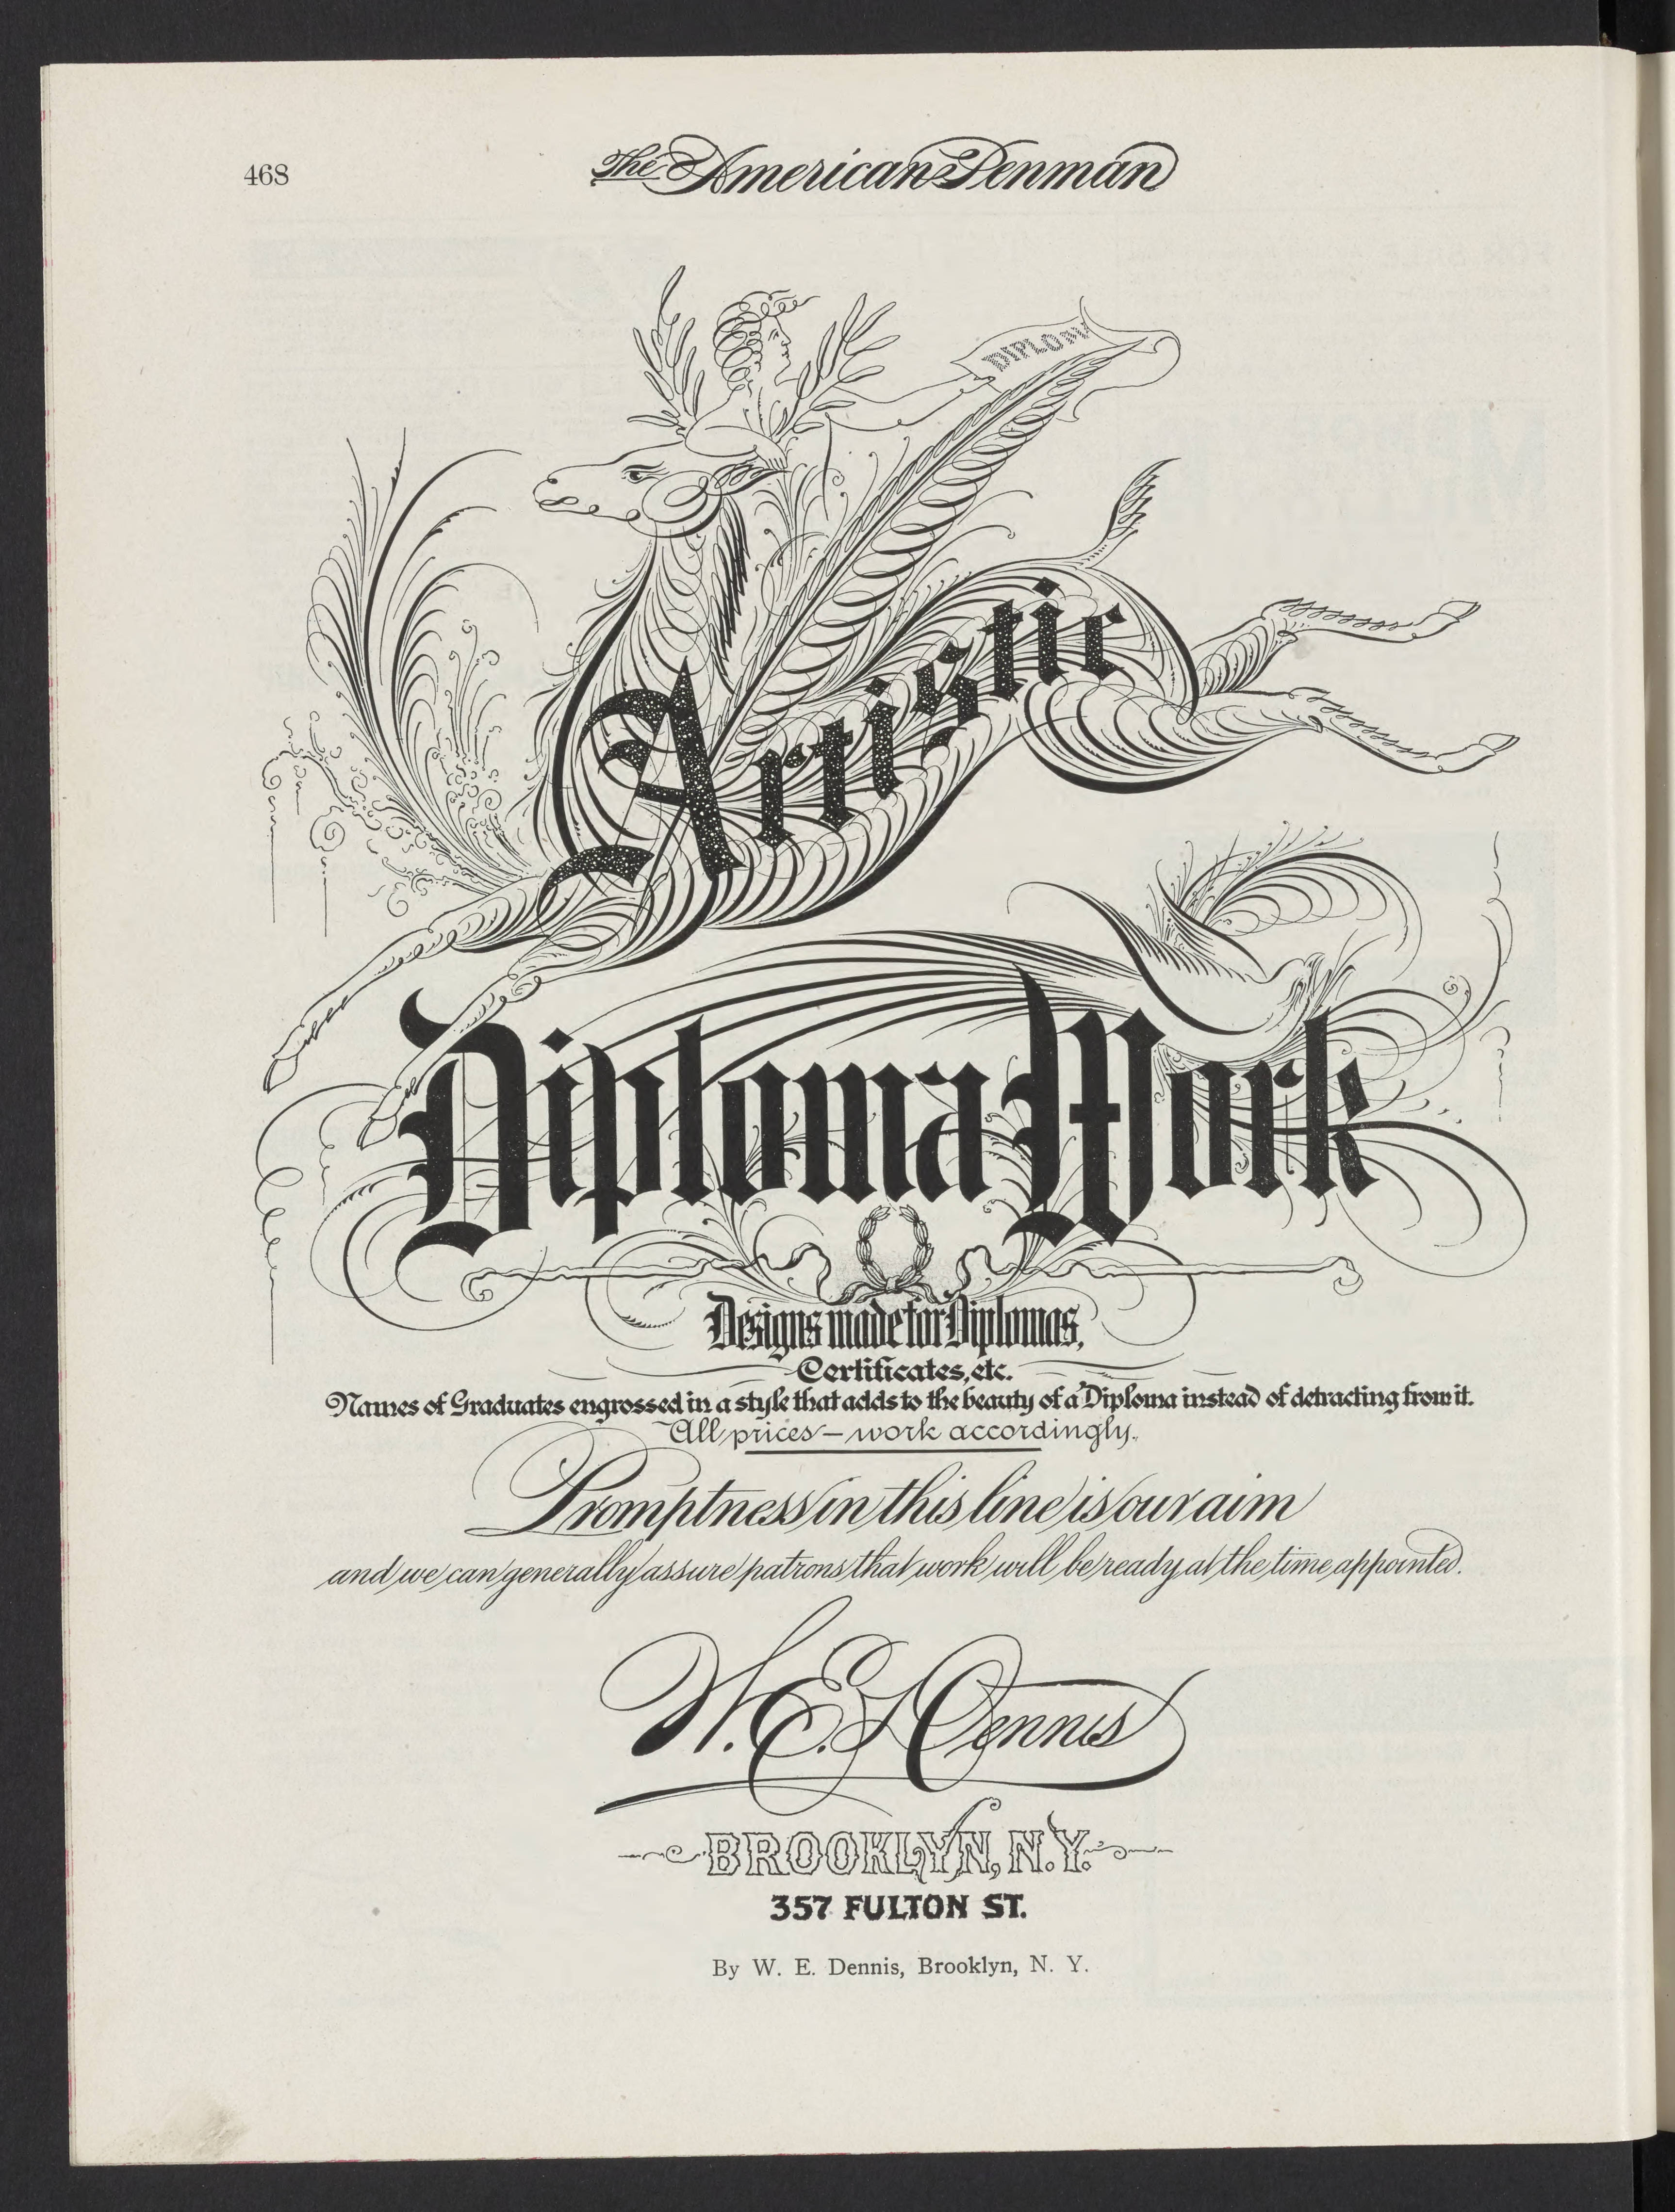 468
The American Penman
DIPLOM
Artistic
Diploma Work
Designs made for Diplomas,
Certificates, etc.
Names of Graduates engrossed in a style that adds to the beauty of a Diploma instead of detracting from it.
All prices – work accordingly.
Promptness in this line is our aim
and we can generally assure patrons that work will be ready at the time appointed.
W. E. Dennis
BROOKLYN, N.Y.
357 FULTON ST.
By W. E. Dennis, Brooklyn, N. Y.